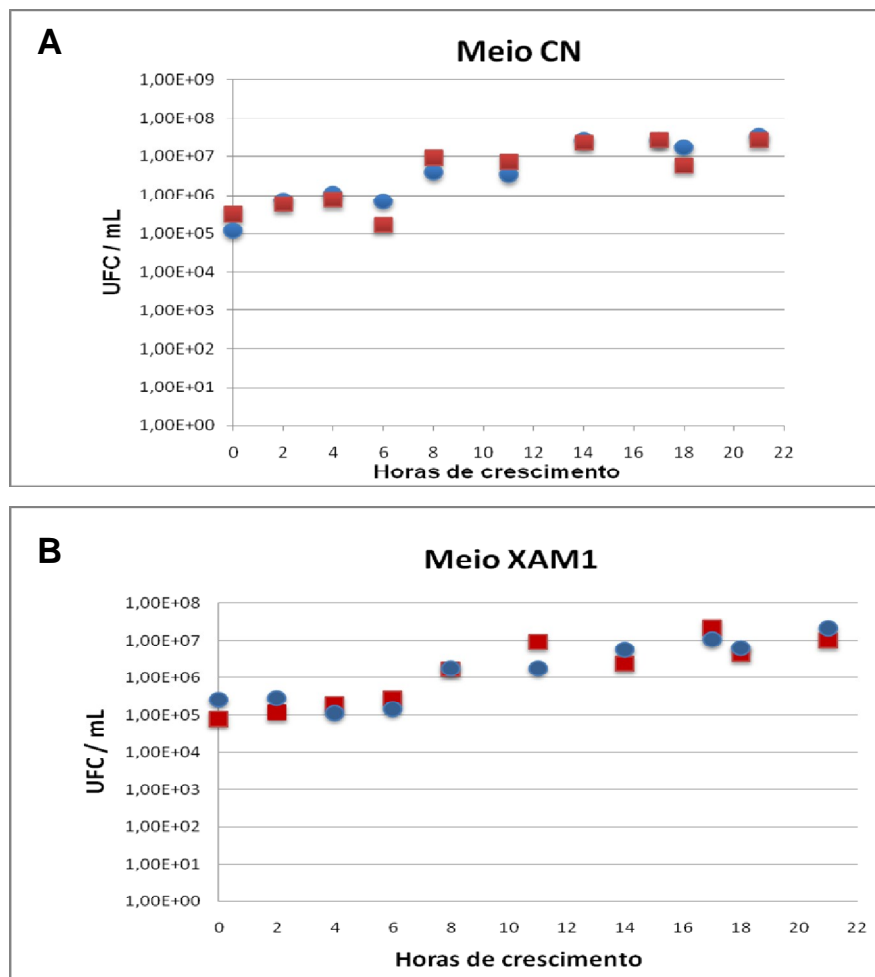 A
Meio CN
1,00E+09
1,00E+08
1,00E+07
1,00E+06
1,00E+05
1,00E+04
1,00E+03
1,00E+02
1,00E+01
1,00E+00
UFC / mL
0 2 4 6 8 10 12 14 16 18 20 22
Horas de crescimento
B
Meio XAM1
1,00E+08
1,00E+07
1,00E+06
1,00E+05
1,00E+04
1,00E+03
1,00E+02
1,00E+01
1,00E+00
UFC / mL
0 2 4 6 8 10 12 14 16 18 20 22
Horas de crescimento